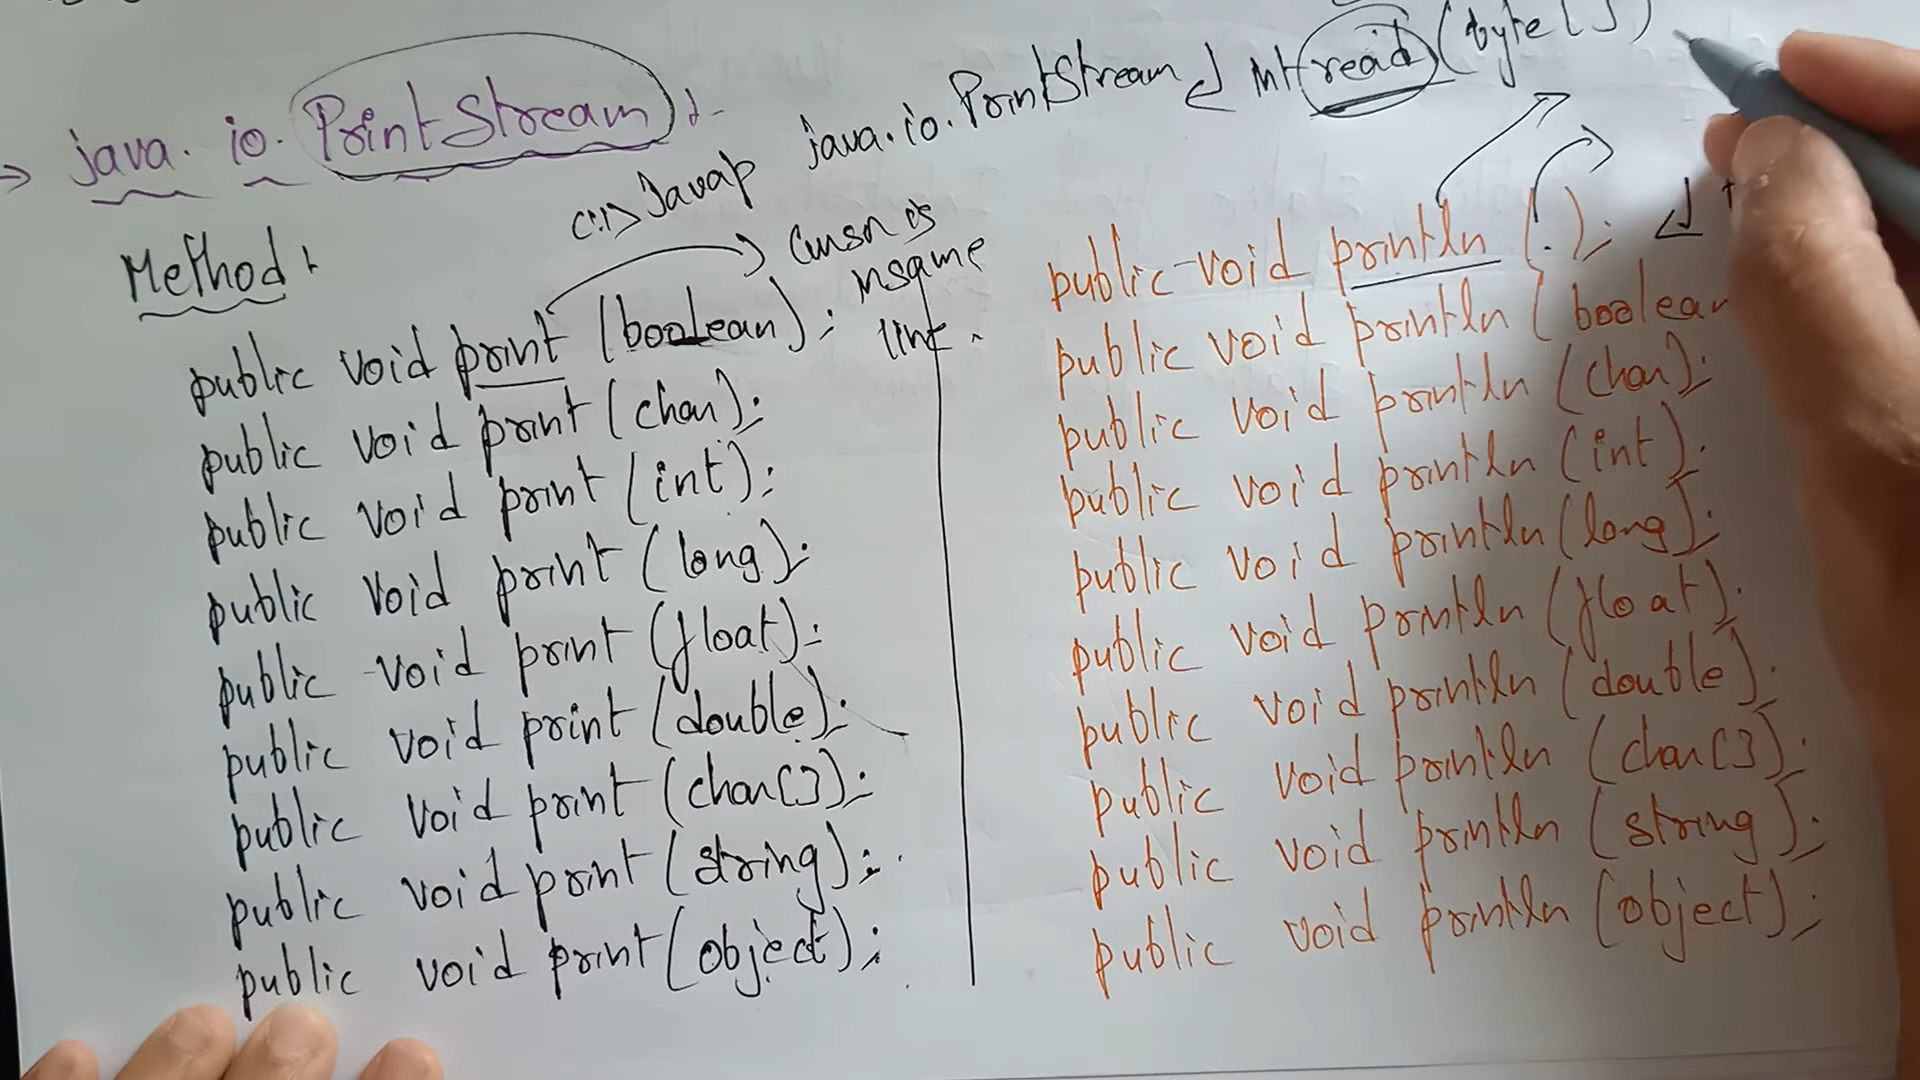 java.io.PrintStream :-
c:\> Javap java.io.PrintStream ↲ int read (byte[])
Method :
cursor is
insame
line.
public void print (boolean);
public void print (char);
public void print (int);
public void print (long);
public void print (float);
public void print (double);
public void print (char[]);
public void print (string);
public void print (object);
public void println ( );
public void println (boolean
public void println (char);
public void println (int);
public void println (long);
public void println (float);
public void println (double);
public void println (char[]);
public void println (string);
public void println (object);